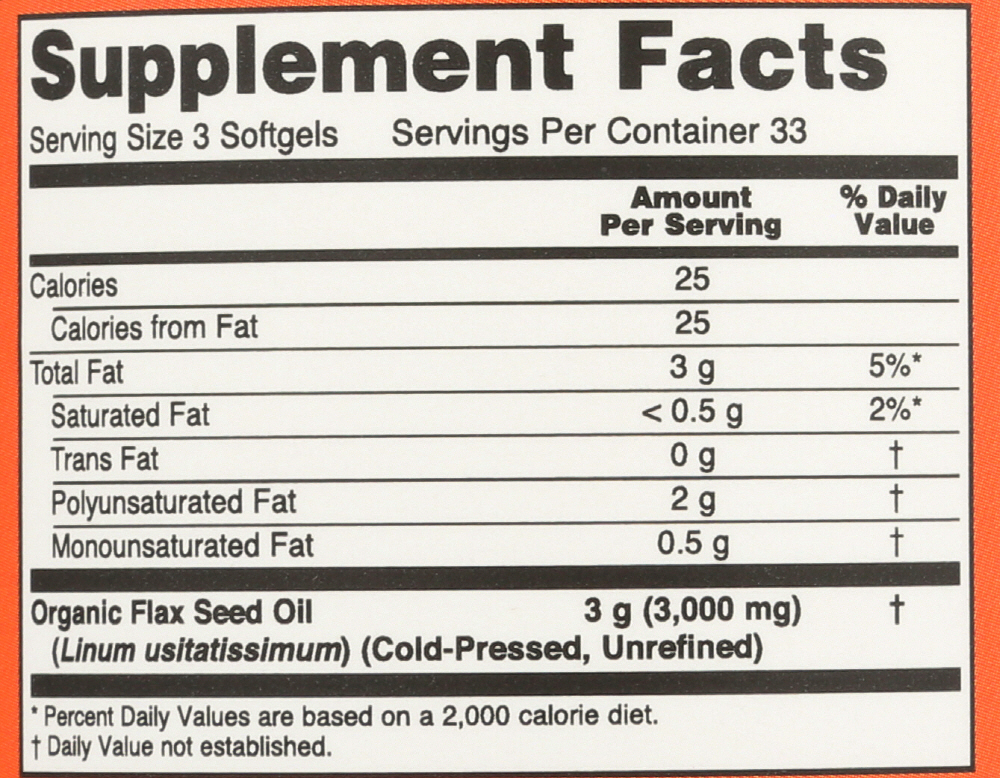 Supplement Facts
Serving Size 3 Softgels Servings Per Container 33
Amount Per Serving % Daily Value
Calories 25
Calories from Fat 25
Total Fat 3 g 5%*
Saturated Fat < 0.5 g 2%*
Trans Fat 0 g †
Polyunsaturated Fat 2 g †
Monounsaturated Fat 0.5 g †
Organic Flax Seed Oil 3 g (3,000 mg) †
(Linum usitatissimum) (Cold-Pressed, Unrefined)
* Percent Daily Values are based on a 2,000 calorie diet.
† Daily Value not established.